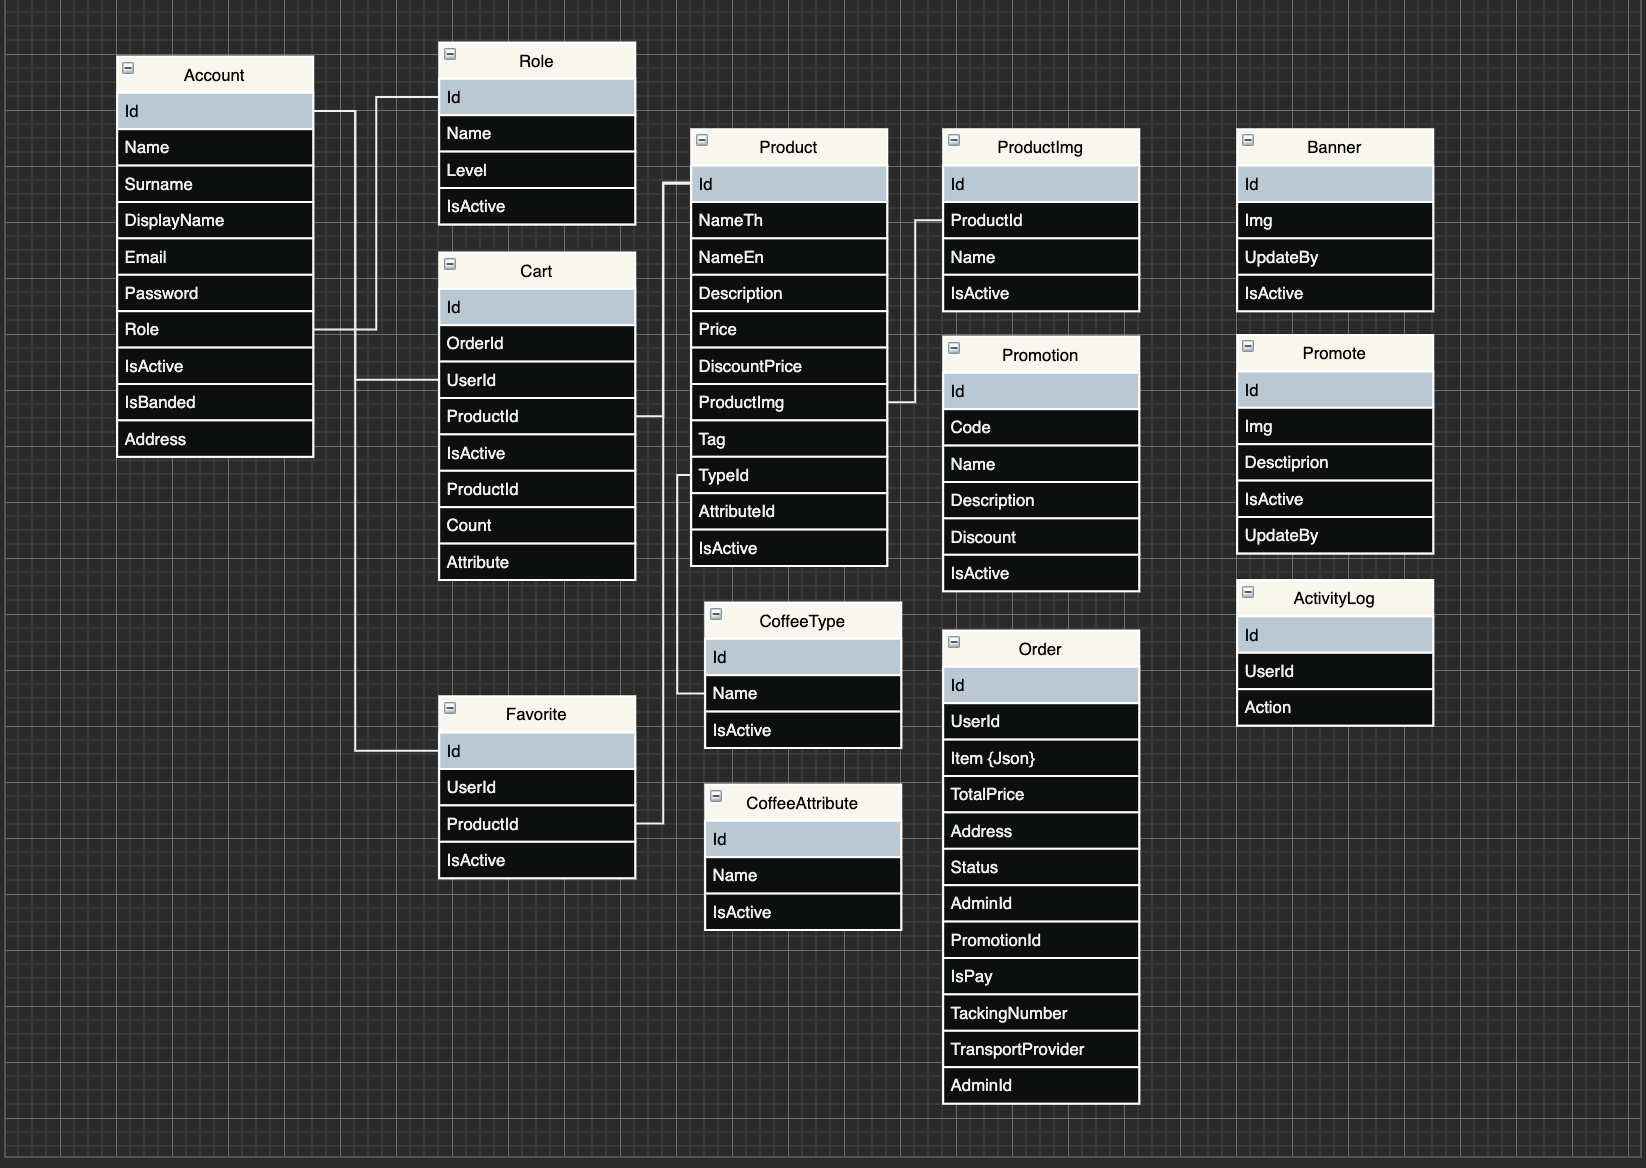 Account
Id
Name
Surname
DisplayName
Email
Password
Role
IsActive
IsBanded
Address
Role
Id
Name
Level
IsActive
Cart
Id
OrderId
UserId
ProductId
IsActive
ProductId
Count
Attribute
Favorite
Id
UserId
ProductId
IsActive
Product
Id
NameTh
NameEn
Description
Price
DiscountPrice
ProductImg
Tag
TypeId
AttributeId
IsActive
CoffeeType
Id
Name
IsActive
CoffeeAttribute
Id
Name
IsActive
ProductImg
Id
ProductId
Name
IsActive
Promotion
Id
Code
Name
Description
Discount
IsActive
Order
Id
UserId
Item {Json}
TotalPrice
Address
Status
AdminId
PromotionId
IsPay
TackingNumber
TransportProvider
AdminId
Banner
Id
Img
UpdateBy
IsActive
Promote
Id
Img
Desctiprion
IsActive
UpdateBy
ActivityLog
Id
UserId
Action